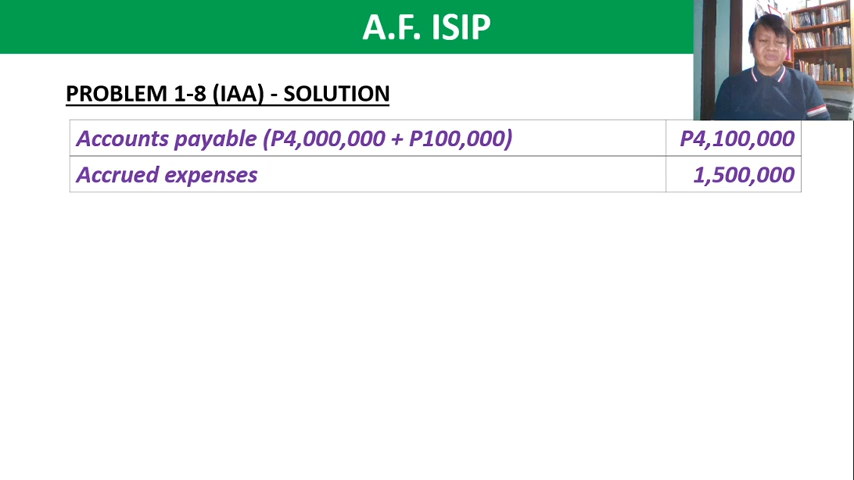 A.F. ISIP
PROBLEM 1-8 (IAA) - SOLUTION
Accounts payable (P4,000,000 + P100,000) P4,100,000
Accrued expenses 1,500,000